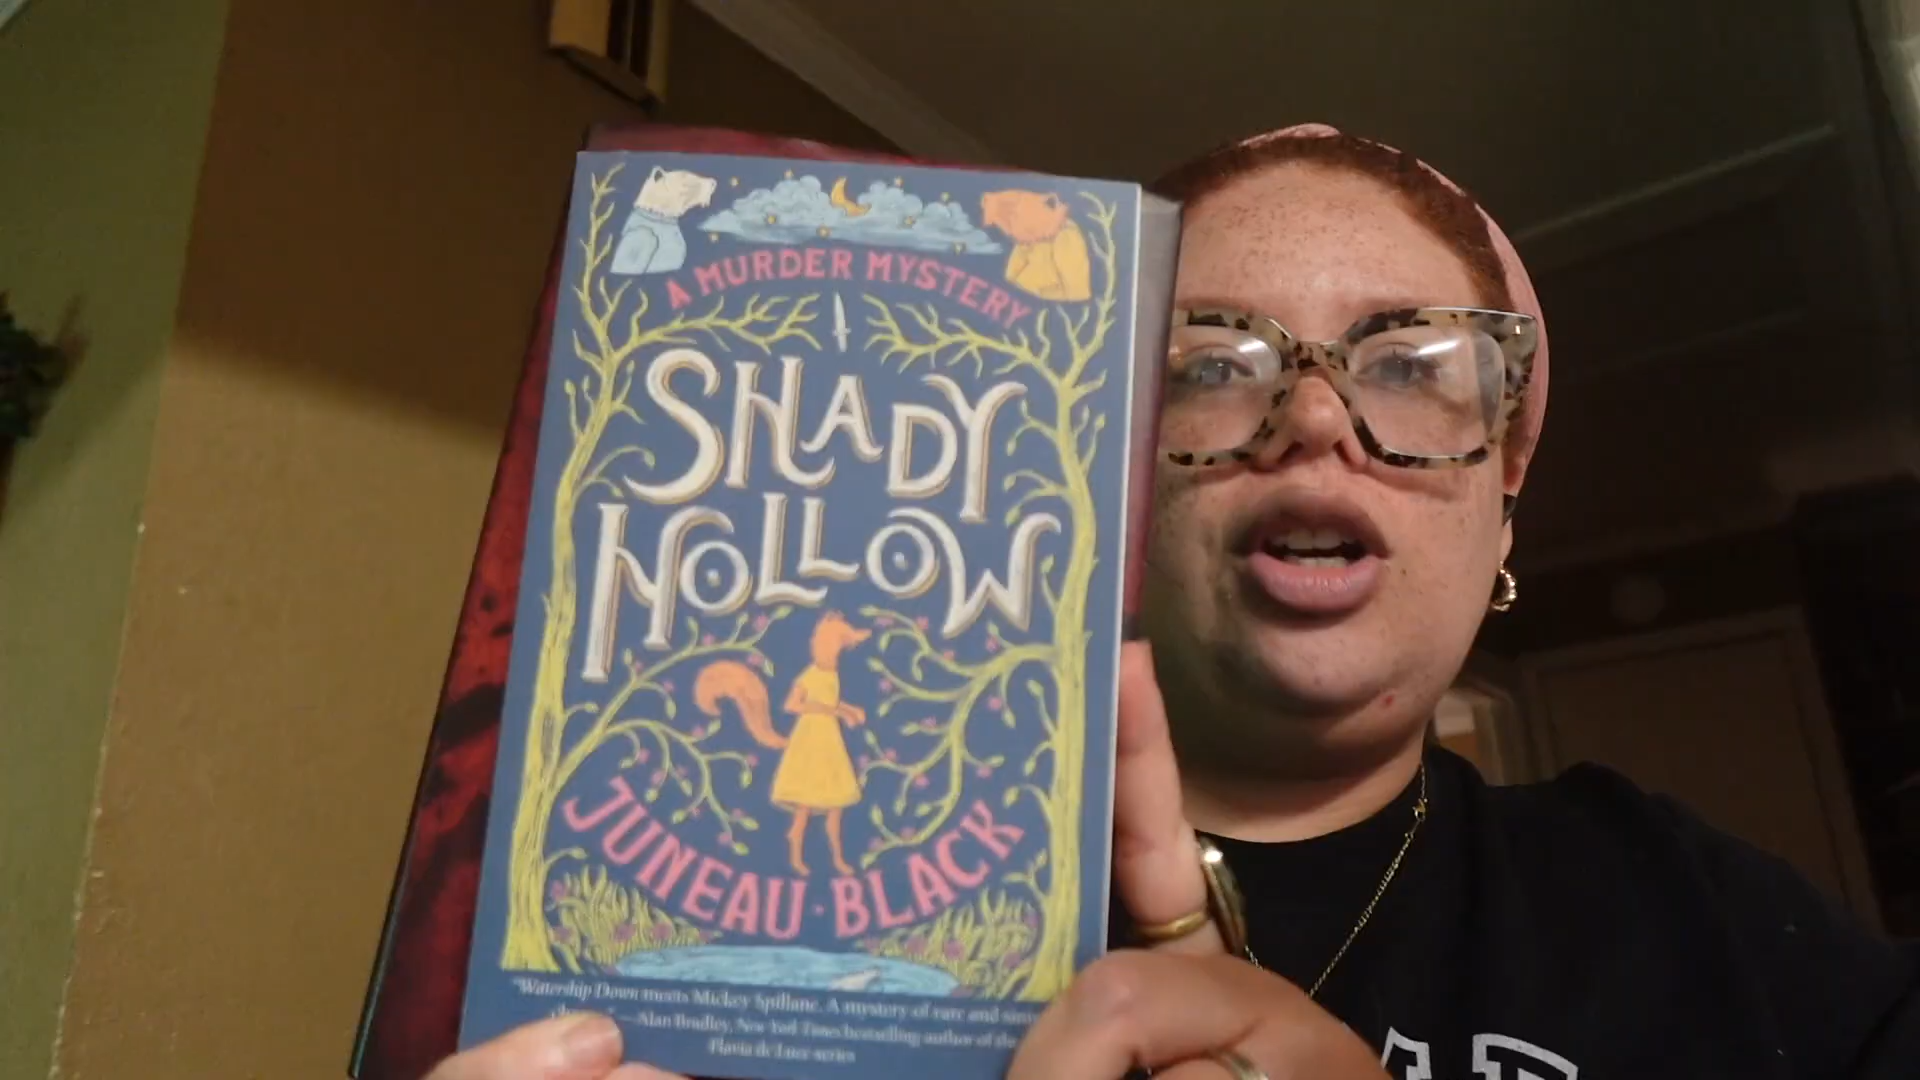 A MURDER MYSTERY
SHADY
HOLLOW
JUNEAU · BLACK
"Watership Down meets Mickey Spillane. A mystery of rare and
—Alan Bradley, New York Times bestselling author of the
Flavia de Luce series